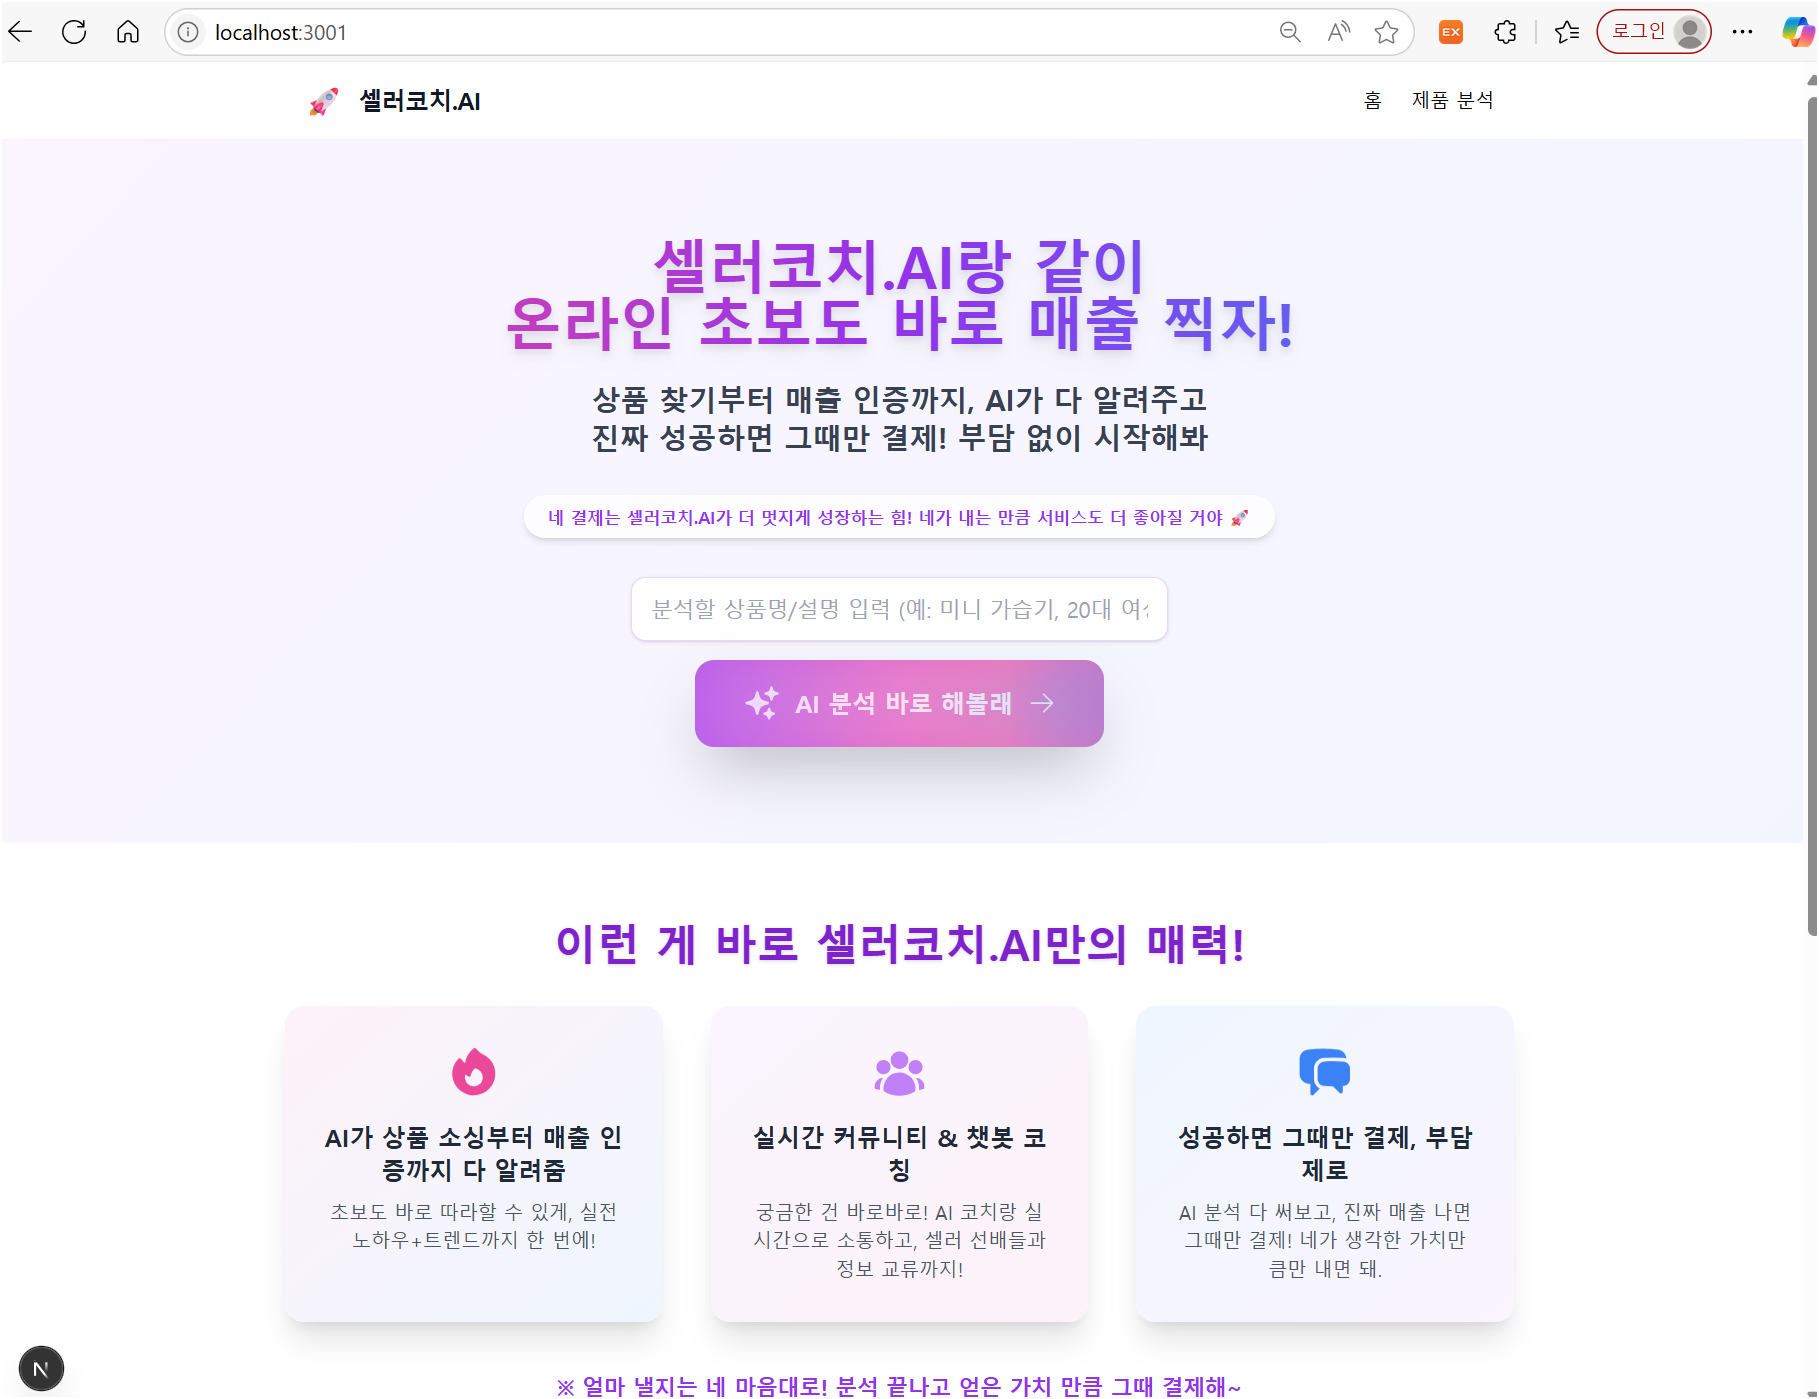 localhost:3001
EX
로그인
셀러코치.AI
홈
제품 분석
셀러코치.AI랑 같이
온라인 초보도 바로 매출 찍자!
상품 찾기부터 매출 인증까지, AI가 다 알려주고
진짜 성공하면 그때만 결제! 부담 없이 시작해봐
네 결제는 셀러코치.AI가 더 멋지게 성장하는 힘! 네가 내는 만큼 서비스도 더 좋아질 거야 🚀
분석할 상품명/설명 입력 (예: 미니 가습기, 20대 여
AI 분석 바로 해볼래
이런 게 바로 셀러코치.AI만의 매력!
AI가 상품 소싱부터 매출 인
증까지 다 알려줌
초보도 바로 따라할 수 있게, 실전
노하우+트렌드까지 한 번에!
실시간 커뮤니티 & 챗봇 코
칭
궁금한 건 바로바로! AI 코치랑 실
시간으로 소통하고, 셀러 선배들과
정보 교류까지!
성공하면 그때만 결제, 부담
제로
AI 분석 다 써보고, 진짜 매출 나면
그때만 결제! 네가 생각한 가치만
큼만 내면 돼.
N
※ 얼마 낼지는 네 마음대로! 분석 끝나고 얻은 가치 만큼 그때 결제해~